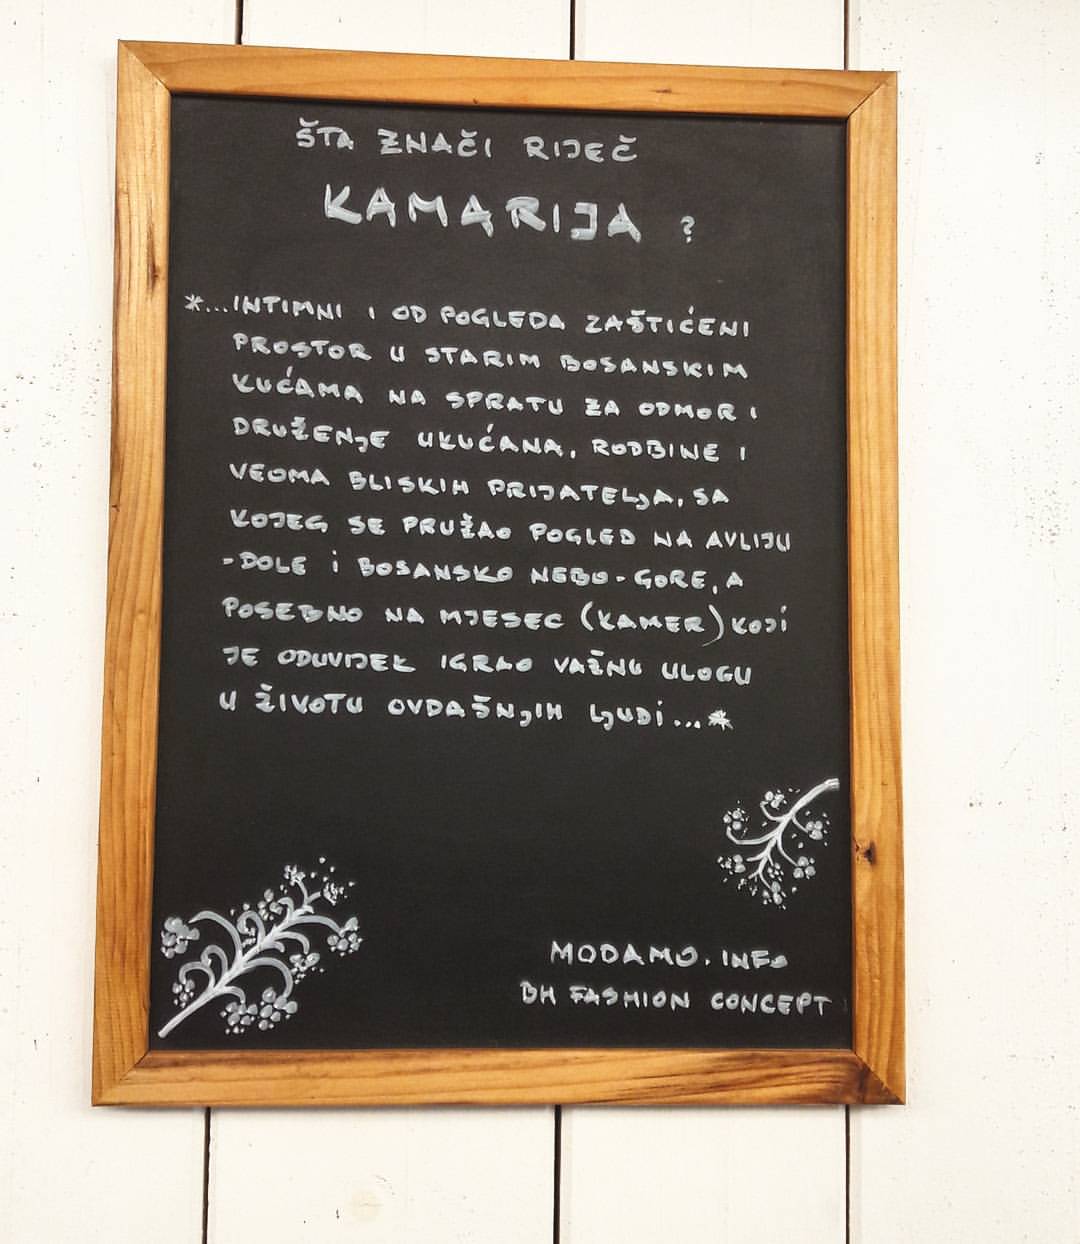 ŠTA ZNAČI RIJEČ
KAMARIJA ?
*...INTIMNI I OD POGLEDA ZAŠTIĆENI
PROSTOR U STARIM BOSANSKIM
KUĆAMA NA SPRATU ZA ODMOR I
DRUŽENJE UKUĆANA, RODBINE I
VEOMA BLISKIH PRIJATELJA, SA
KOJEG SE PRUŽAO POGLED NA AVLIJU
-DOLE I BOSANSKO NEBO-GORE, A
POSEBNO NA MJESEC (KAMER) KOJI
JE ODUVIJEK IGRAO VAŽNU ULOGU
U ŽIVOTU OVDAŠNJIH LJUDI...*
MODAMO.INFO
BH FASHION CONCEPT